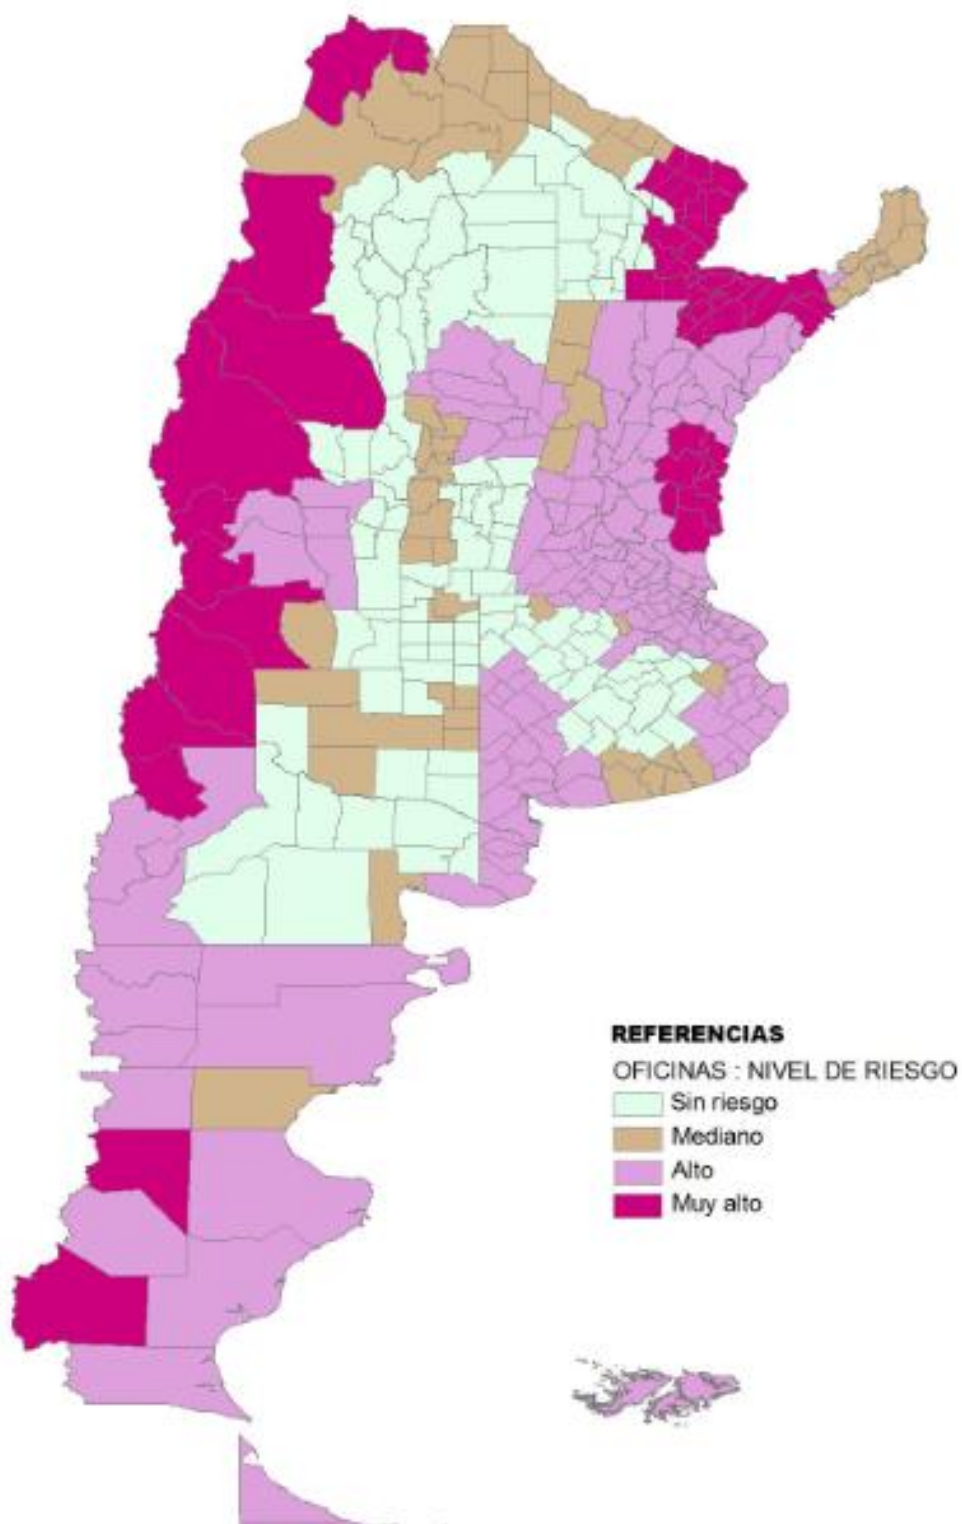 REFERENCIAS
OFICINAS : NIVEL DE RIESGO
Sin riesgo
Mediano
Alto
Muy alto